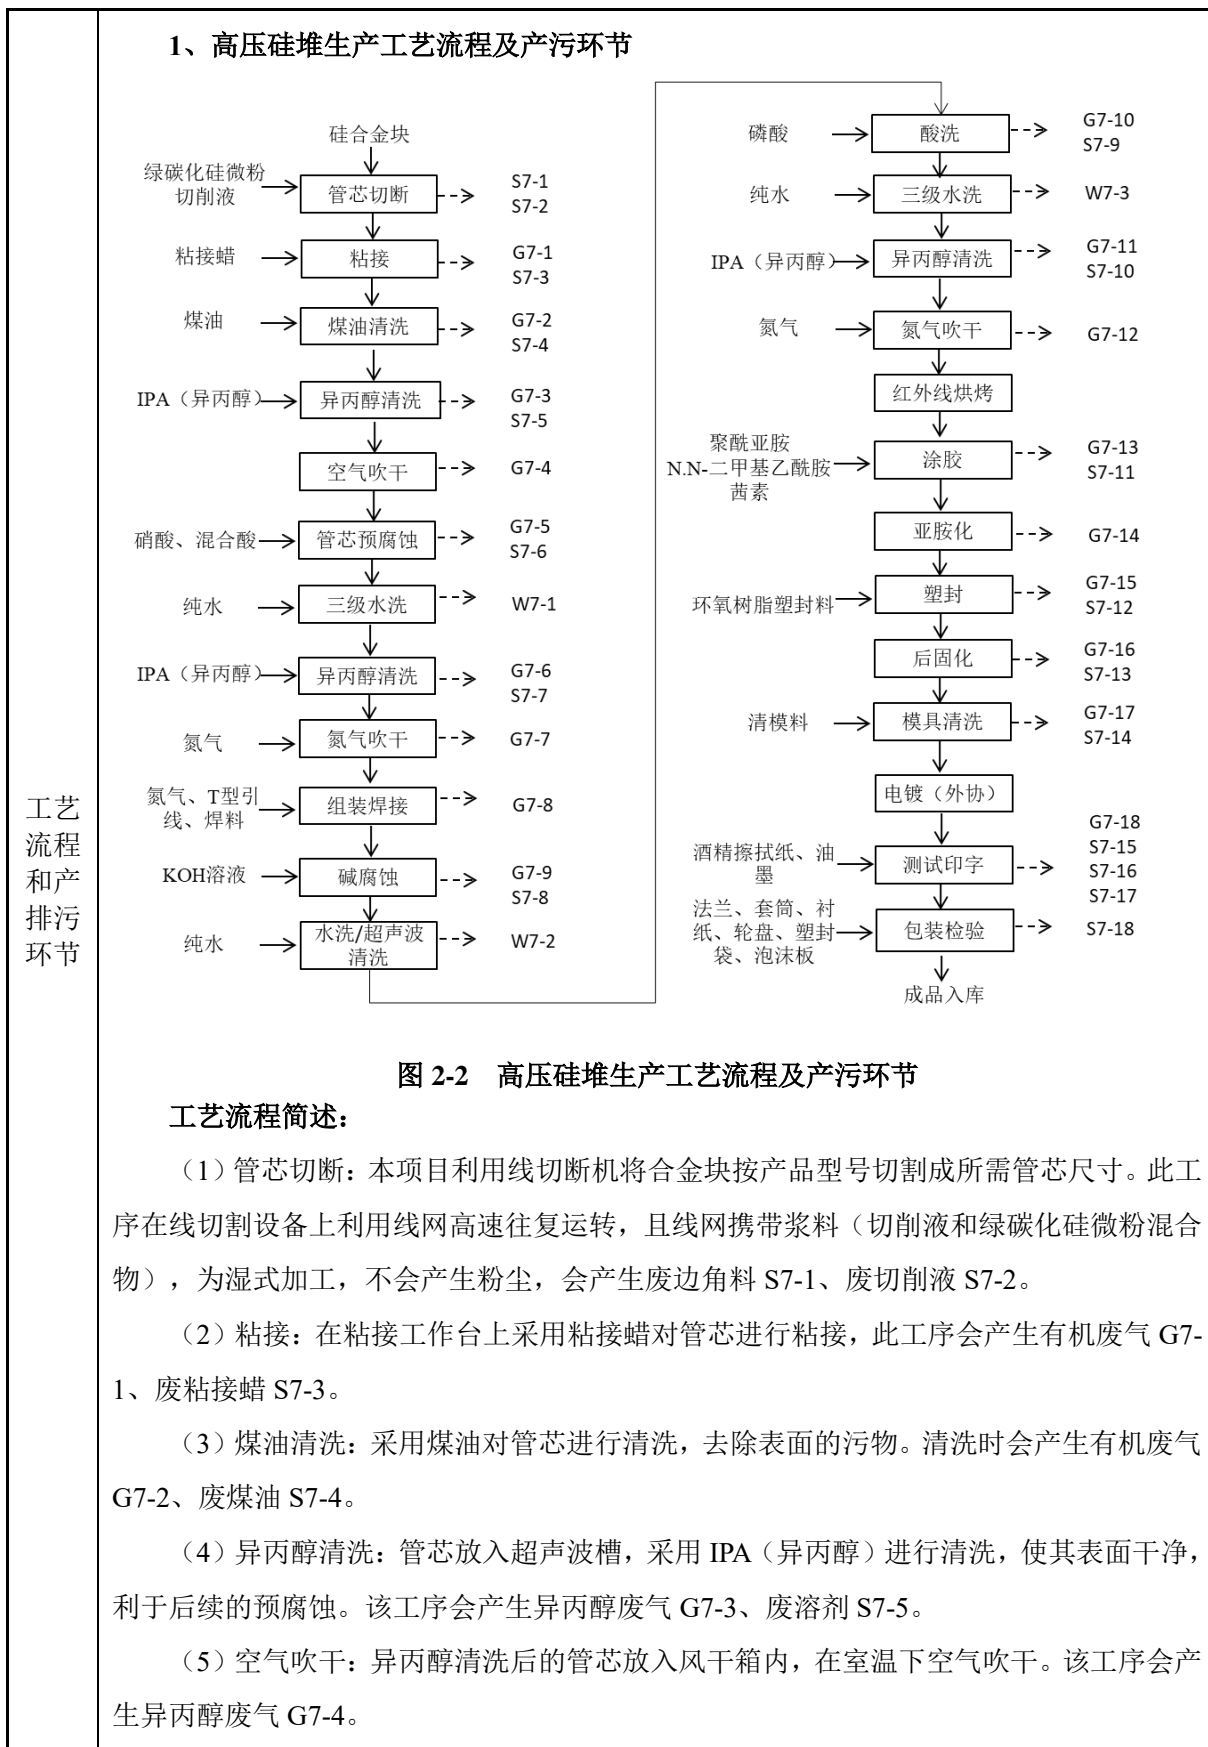 1、高压硅堆生产工艺流程及产污环节
硅合金块
绿碳化硅微粉
切削液
管芯切断
S7-1
S7-2
粘接蜡
粘接
G7-1
S7-3
煤油
煤油清洗
G7-2
S7-4
IPA（异丙醇）
异丙醇清洗
G7-3
S7-5
空气吹干
G7-4
硝酸、混合酸
管芯预腐蚀
G7-5
S7-6
纯水
三级水洗
W7-1
IPA（异丙醇）
异丙醇清洗
G7-6
S7-7
氮气
氮气吹干
G7-7
氮气、T型引
线、焊料
组装焊接
G7-8
KOH溶液
碱腐蚀
G7-9
S7-8
纯水
水洗/超声波
清洗
W7-2
磷酸
酸洗
G7-10
S7-9
纯水
三级水洗
W7-3
IPA（异丙醇）
异丙醇清洗
G7-11
S7-10
氮气
氮气吹干
G7-12
红外线烘烤
聚酰亚胺
N.N-二甲基乙酰胺
茜素
涂胶
G7-13
S7-11
亚胺化
G7-14
环氧树脂塑封料
塑封
G7-15
S7-12
后固化
G7-16
S7-13
清模料
模具清洗
G7-17
S7-14
电镀（外协）
酒精擦拭纸、油
墨
测试印字
G7-18
S7-15
S7-16
S7-17
法兰、套筒、衬
纸、轮盘、塑封
袋、泡沫板
包装检验
S7-18
成品入库
图 2-2 高压硅堆生产工艺流程及产污环节
工艺
流程
和产
排污
环节
工艺流程简述：
（1）管芯切断：本项目利用线切断机将合金块按产品型号切割成所需管芯尺寸。此工
序在线切割设备上利用线网高速往复运转，且线网携带浆料（切削液和绿碳化硅微粉混合
物），为湿式加工，不会产生粉尘，会产生废边角料 S7-1、废切削液 S7-2。
（2）粘接：在粘接工作台上采用粘接蜡对管芯进行粘接，此工序会产生有机废气 G7-
1、废粘接蜡 S7-3。
（3）煤油清洗：采用煤油对管芯进行清洗，去除表面的污物。清洗时会产生有机废气
G7-2、废煤油 S7-4。
（4）异丙醇清洗：管芯放入超声波槽，采用 IPA（异丙醇）进行清洗，使其表面干净，
利于后续的预腐蚀。该工序会产生异丙醇废气 G7-3、废溶剂 S7-5。
（5）空气吹干：异丙醇清洗后的管芯放入风干箱内，在室温下空气吹干。该工序会产
生异丙醇废气 G7-4。